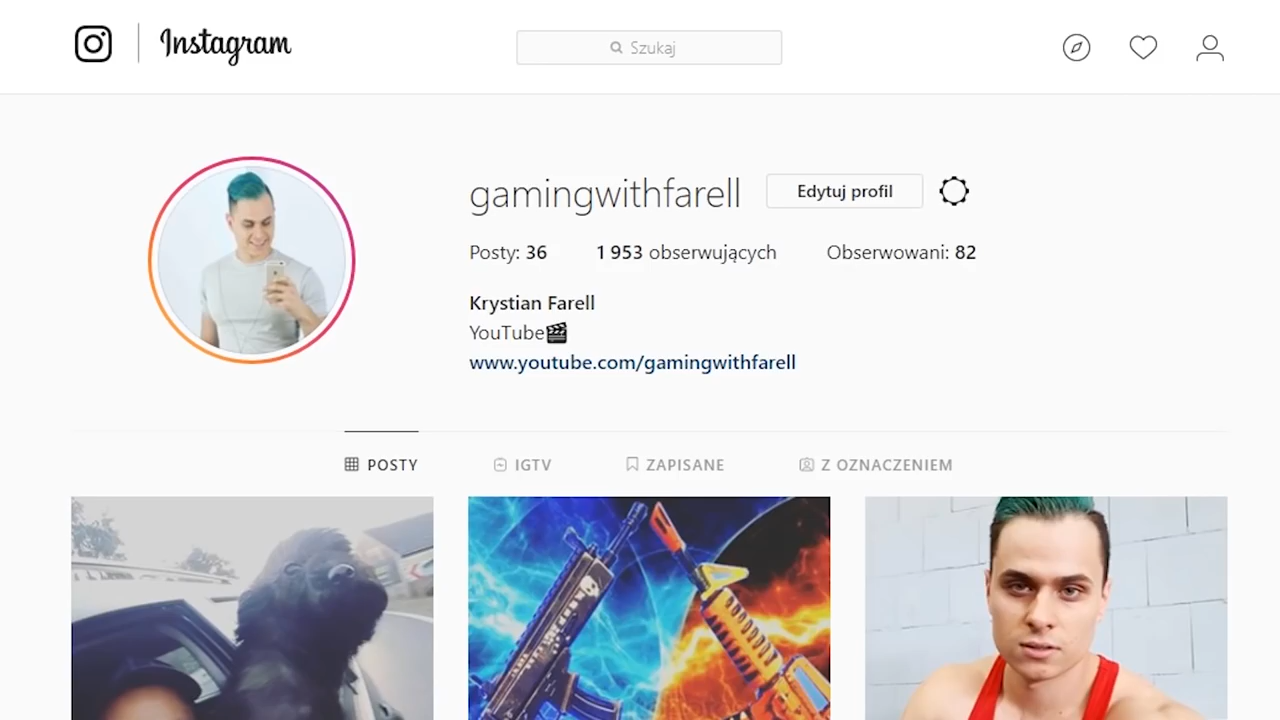 Instagram
Szukaj
gamingwithfarell
Edytuj profil
Posty: 36
1 953 obserwujących
Obserwowani: 82
Krystian Farell
YouTube🎬
www.youtube.com/gamingwithfarell
POSTY
IGTV
ZAPISANE
Z OZNACZENIEM